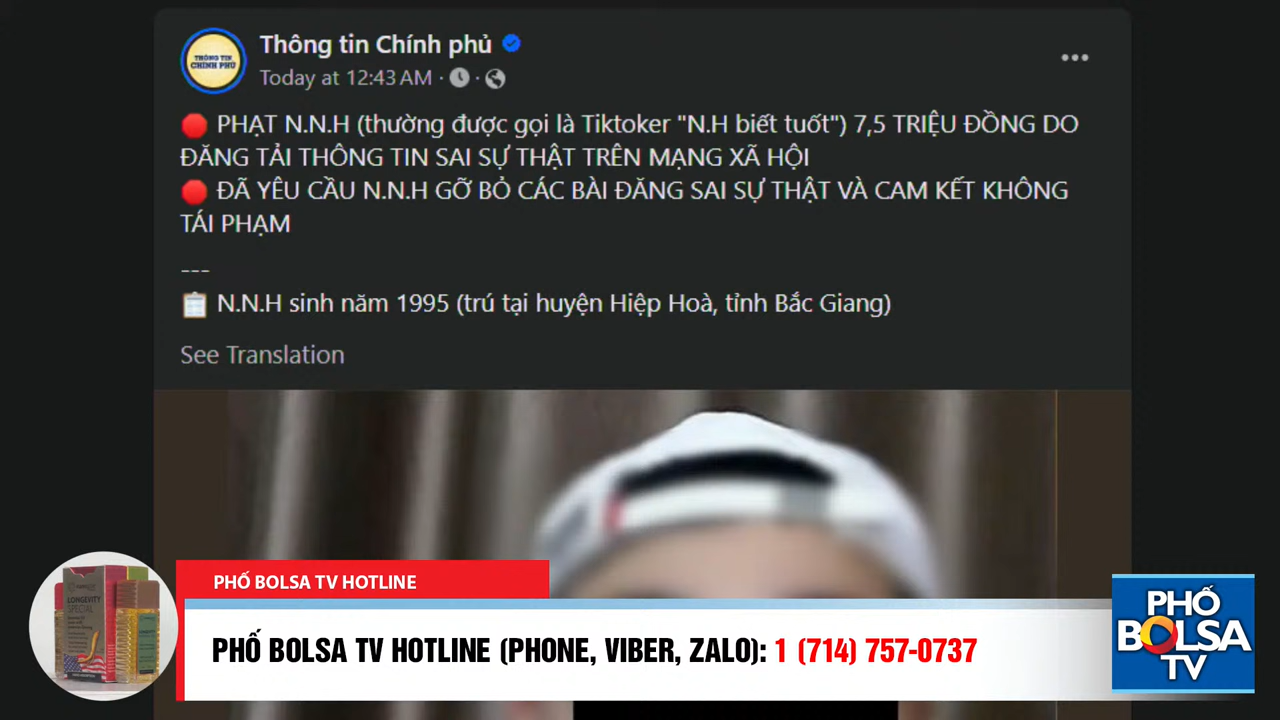 Thông tin Chính phủ
THÔNG TIN
CHÍNH PHỦ
Today at 12:43 AM
PHẠT N.N.H (thường được gọi là Tiktoker "N.H biết tuốt") 7,5 TRIỆU ĐỒNG DO
ĐĂNG TẢI THÔNG TIN SAI SỰ THẬT TRÊN MẠNG XÃ HỘI
ĐÃ YÊU CẦU N.N.H GỠ BỎ CÁC BÀI ĐĂNG SAI SỰ THẬT VÀ CAM KẾT KHÔNG
TÁI PHẠM
---
N.N.H sinh năm 1995 (trú tại huyện Hiệp Hoà, tỉnh Bắc Giang)
See Translation
LONGEVITY
SPECIAL
PHỐ BOLSA TV HOTLINE
PHỐ BOLSA TV HOTLINE (PHONE, VIBER, ZALO): 1 (714) 757-0737
PHỐ
BOLSA
TV